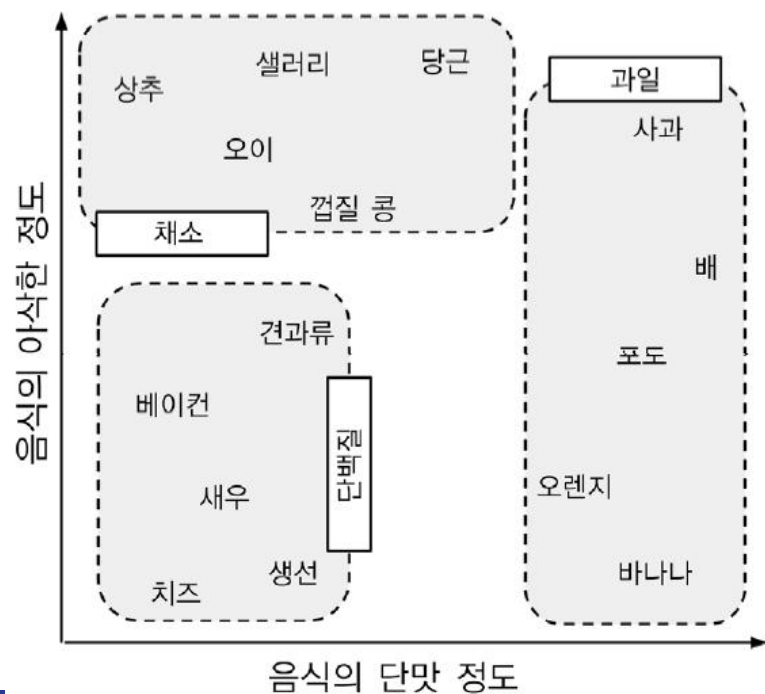 샐러리
당근
상추
과일
사과
오이
껍질 콩
채소
배
견과류
포도
베이컨
단백질
새우
오렌지
생선
바나나
치즈
음식의 아삭한 정도
음식의 단맛 정도